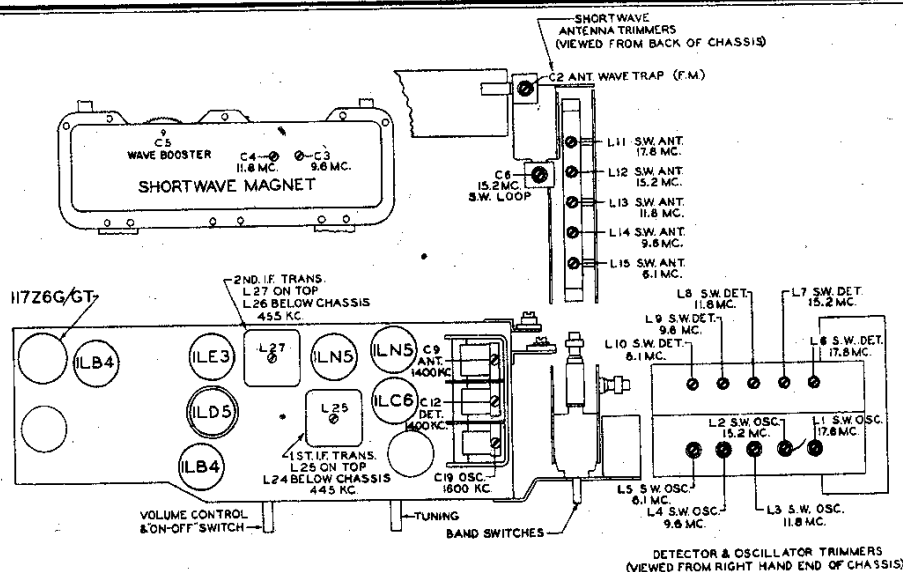 SHORTWAVE
ANTENNA TRIMMERS
(VIEWED FROM BACK OF CHASSIS)
C2 ANT. WAVE TRAP (F.M.)
C5
WAVE BOOSTER
C4
11.8 MC.
C3
9.6 MC.
SHORTWAVE MAGNET
C6
15.2 MC.
S.W. LOOP
L11 S.W. ANT.
17.8 MC.
L12 S.W. ANT.
15.2 MC.
L13 S.W. ANT.
11.8 MC.
L14 S.W. ANT.
9.6 MC.
L15 S.W. ANT.
6.1 MC.
117Z6G/GT
2ND. I.F. TRANS.
L27 ON TOP
L26 BELOW CHASSIS
455 KC.
1LB4
1LE3
L27
1LN5
1LN5
1LD5
L25
1LC6
1LB4
C9
ANT.
1400 KC.
C12
DET.
1400 KC.
C19 OSC.
1600 KC.
1ST. I.F. TRANS.
L25 ON TOP
L24 BELOW CHASSIS
445 KC.
VOLUME CONTROL
& "ON-OFF" SWITCH
TUNING
BAND SWITCHES
L8 S.W. DET.
11.8 MC.
L7 S.W. DET.
15.2 MC.
L9 S.W. DET.
9.6 MC.
L10 S.W. DET.
6.1 MC.
L6 S.W. DET.
17.8 MC.
L2 S.W. OSC.
15.2 MC.
L1 S.W. OSC.
17.8 MC.
L5 S.W. OSC.
6.1 MC.
L4 S.W. OSC.
9.6 MC.
L3 S.W. OSC.
11.8 MC.
DETECTOR & OSCILLATOR TRIMMERS
(VIEWED FROM RIGHT HAND END OF CHASSIS)